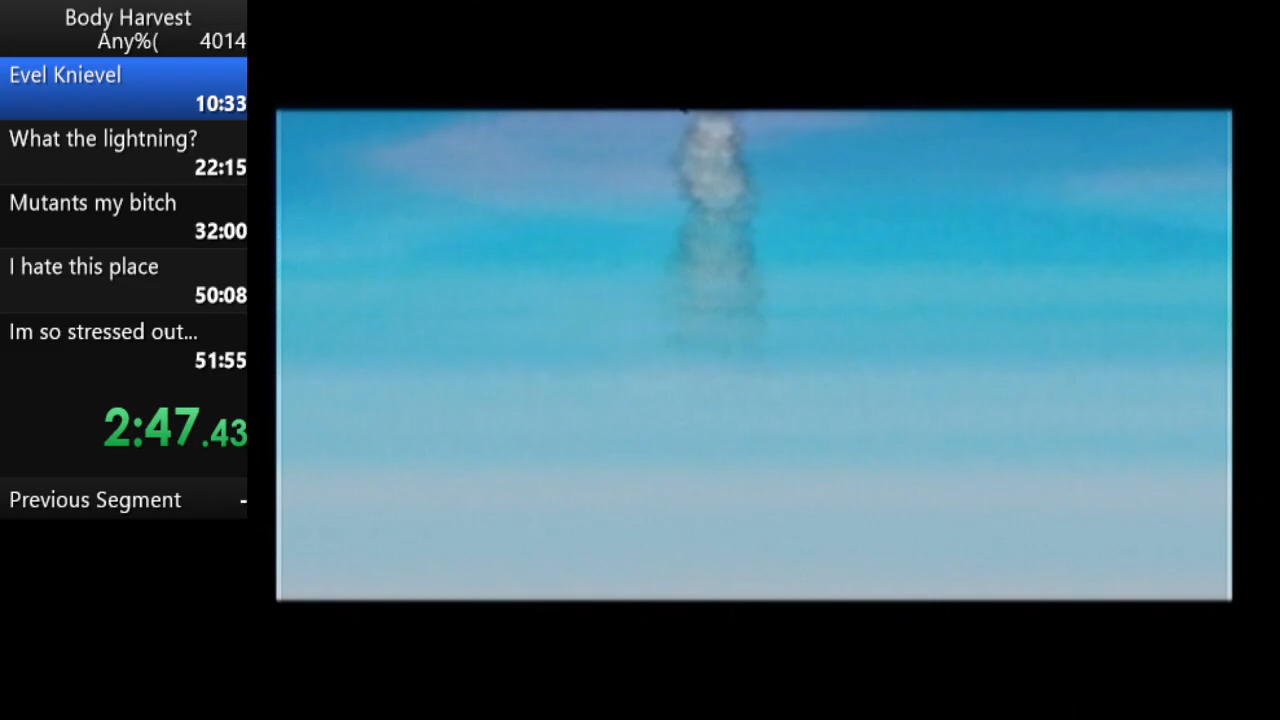 Body Harvest
Any%( 4014
Evel Knievel
10:33
What the lightning?
22:15
Mutants my bitch
32:00
I hate this place
50:08
Im so stressed out...
51:55
2:47.43
Previous Segment -